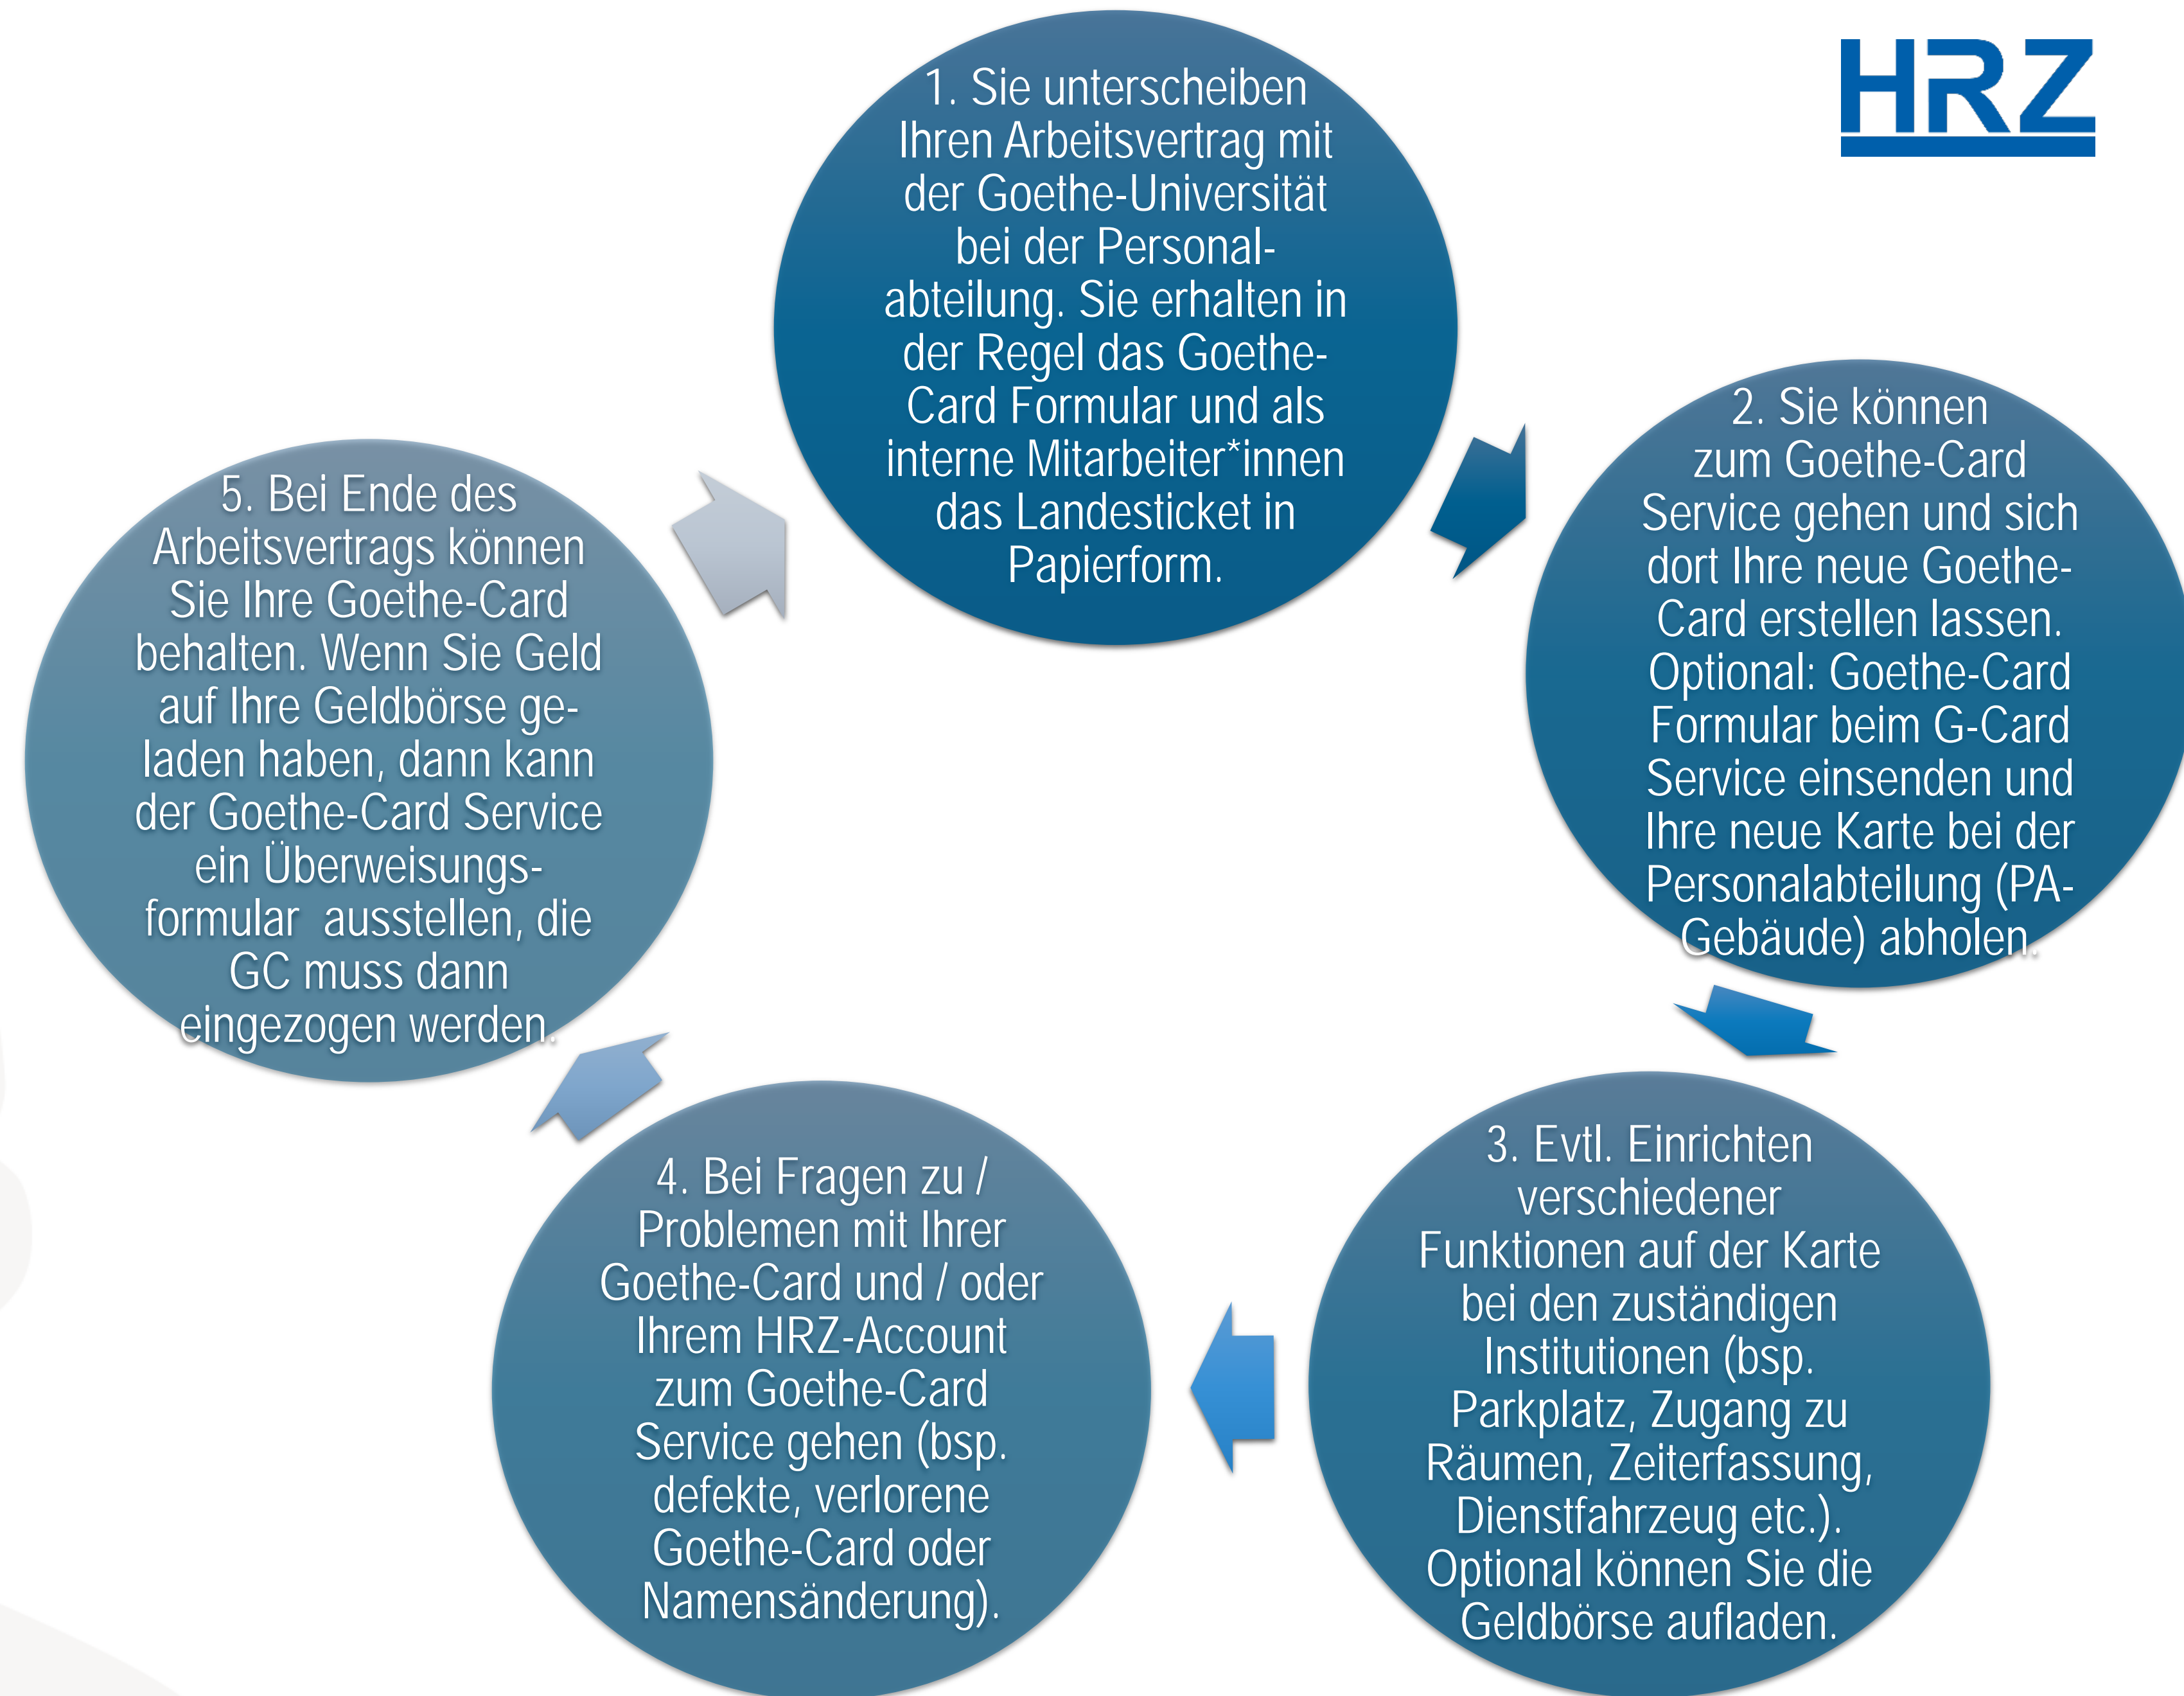 HRZ
1. Sie unterscheiben
Ihren Arbeitsvertrag mit
der Goethe-Universität
bei der Personal-
abteilung. Sie erhalten in
der Regel das Goethe-
Card Formular und als
interne Mitarbeiter*innen
das Landesticket in
Papierform.
2. Sie können
zum Goethe-Card
Service gehen und sich
dort Ihre neue Goethe-
Card erstellen lassen.
Optional: Goethe-Card
Formular beim G-Card
Service einsenden und
Ihre neue Karte bei der
Personalabteilung (PA-
Gebäude) abholen.
3. Evtl. Einrichten
verschiedener
Funktionen auf der Karte
bei den zuständigen
Institutionen (bsp.
Parkplatz, Zugang zu
Räumen, Zeiterfassung,
Dienstfahrzeug etc.).
Optional können Sie die
Geldbörse aufladen.
4. Bei Fragen zu /
Problemen mit Ihrer
Goethe-Card und / oder
Ihrem HRZ-Account
zum Goethe-Card
Service gehen (bsp.
defekte, verlorene
Goethe-Card oder
Namensänderung).
5. Bei Ende des
Arbeitsvertrags können
Sie Ihre Goethe-Card
behalten. Wenn Sie Geld
auf Ihre Geldbörse ge-
laden haben, dann kann
der Goethe-Card Service
ein Überweisungs-
formular  ausstellen, die
GC muss dann
eingezogen werden.